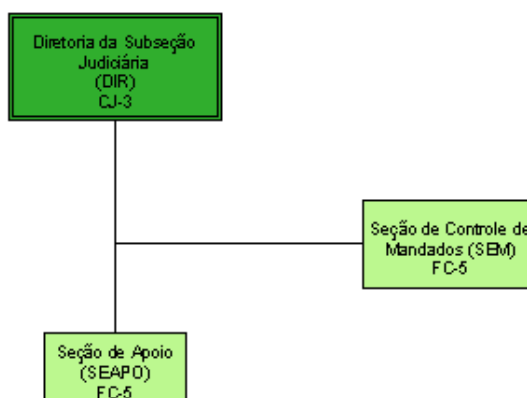 Diretoria da Subseção
Judiciária
(DIR)
CJ-3
Seção de Controle de
Mandados (SEM)
FC-5
Seção de Apoio
(SEAPO)
FC-5